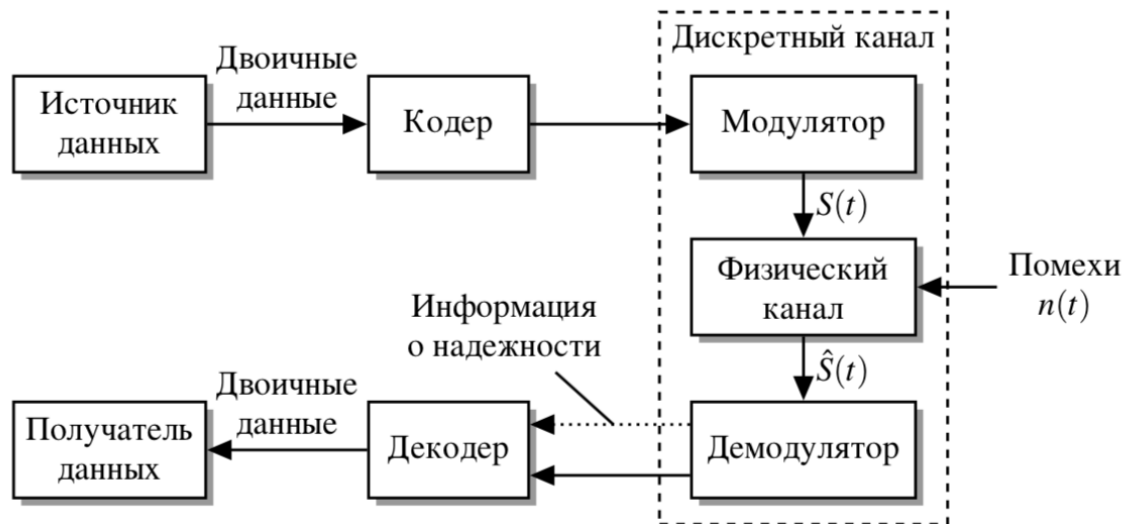 Дискретный канал
Двоичные
данные
Источник
данных
Кодер
Модулятор
S(t)
Физический
канал
Помехи
n(t)
Информация
о надежности
Ŝ(t)
Двоичные
данные
Получатель
данных
Декодер
Демодулятор